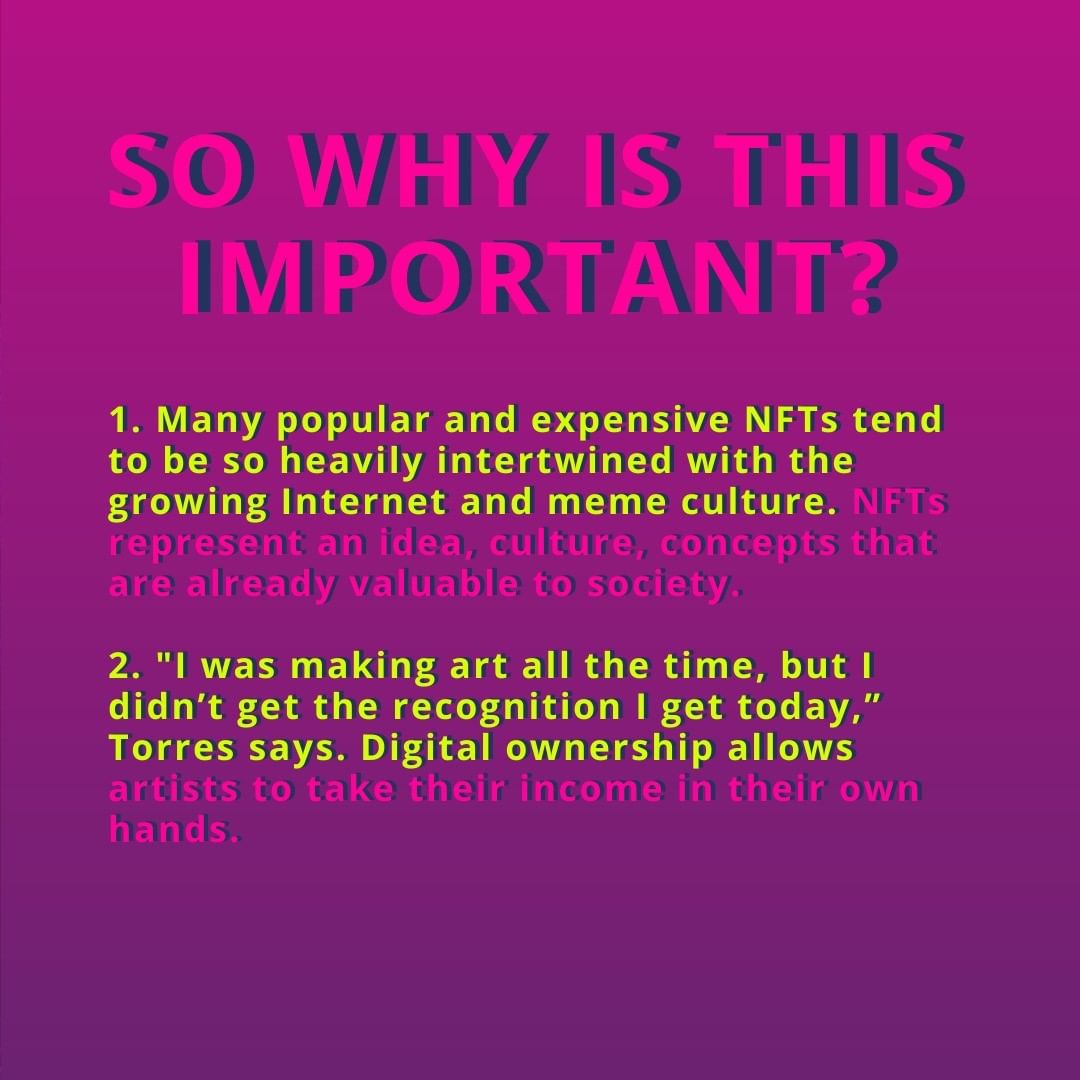 SO WHY IS THIS
IMPORTANT?
1. Many popular and expensive NFTs tend
to be so heavily intertwined with the
growing Internet and meme culture. NFTs
represent an idea, culture, concepts that
are already valuable to society.
2. "I was making art all the time, but I
didn’t get the recognition I get today,”
Torres says. Digital ownership allows
artists to take their income in their own
hands.